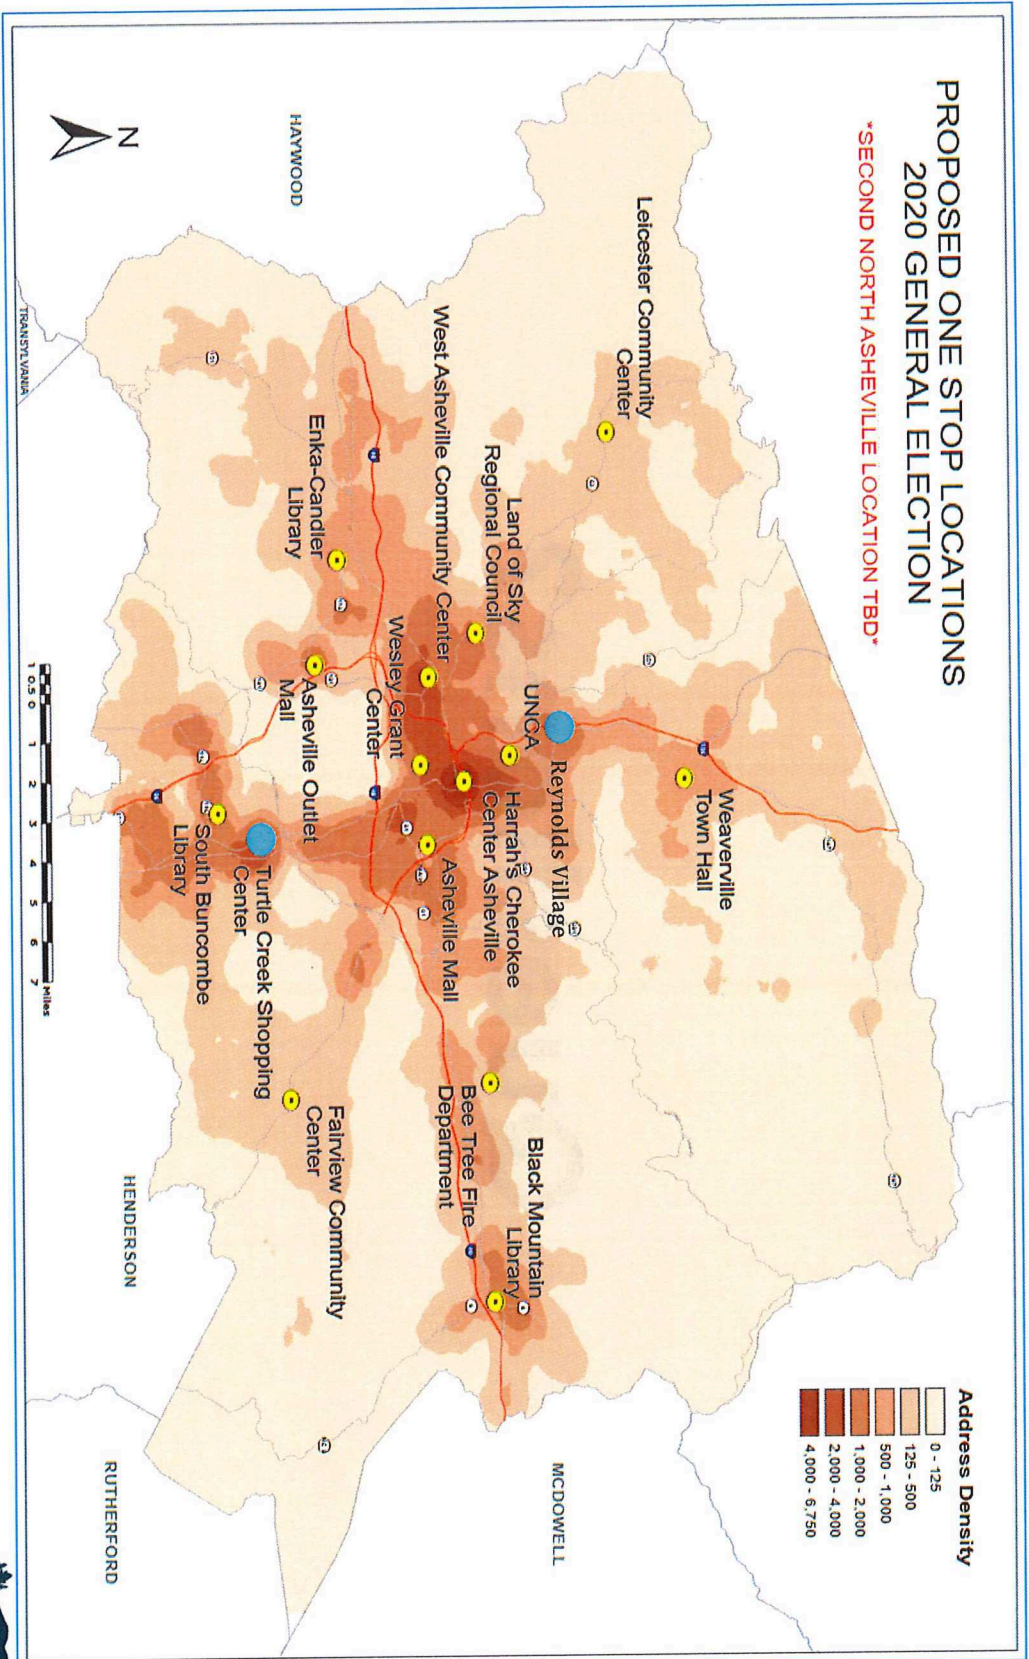 PROPOSED ONE STOP LOCATIONS
2020 GENERAL ELECTION
*SECOND NORTH ASHEVILLE LOCATION TBD*
Address Density
0 - 125
125 - 500
500 - 1,000
1,000 - 2,000
2,000 - 4,000
4,000 - 6,750
Leicester Community
Center
Weaverville
Town Hall
Land of Sky
Regional Council
UNCA
Reynolds Village
Harrah's Cherokee
Center Asheville
West Asheville Community Center
Wesley Grant
Center
Asheville Mall
Black Mountain
Library
Bee Tree Fire
Department
Enka-Candler
Library
Asheville Outlet
Mall
Turtle Creek Shopping
Center
Fairview Community
Center
South Buncombe
Library
HAYWOOD
MCDOWELL
TRANSYLVANIA
HENDERSON
RUTHERFORD
N
1 0.5 0 1 2 3 4 5 6 7
Miles